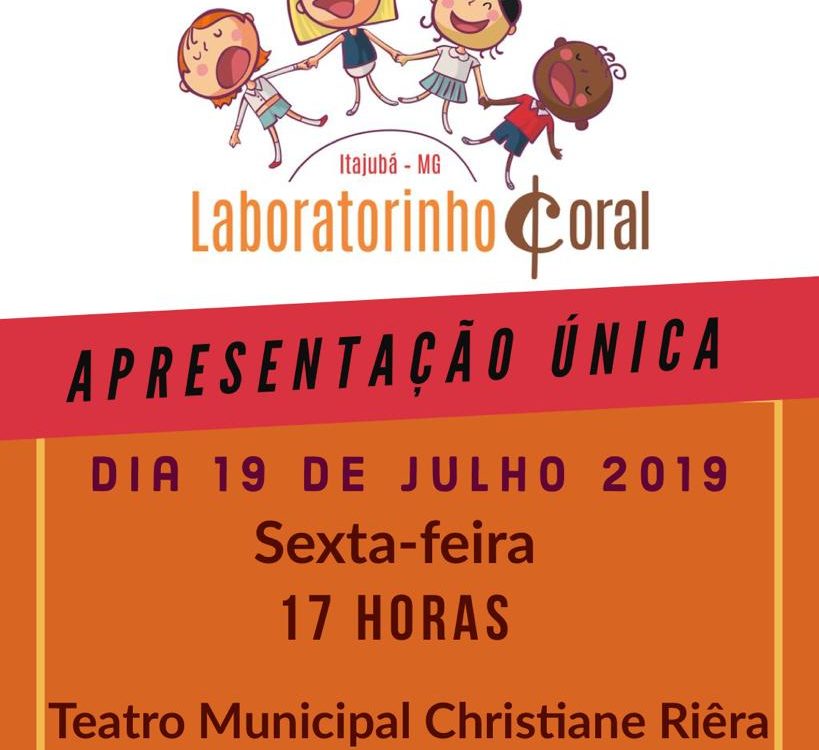 Itajubá - MG
Laboratorinho Coral
APRESENTAÇÃO ÚNICA
DIA 19 DE JULHO 2019
Sexta-feira
17 HORAS
Teatro Municipal Christiane Riêra